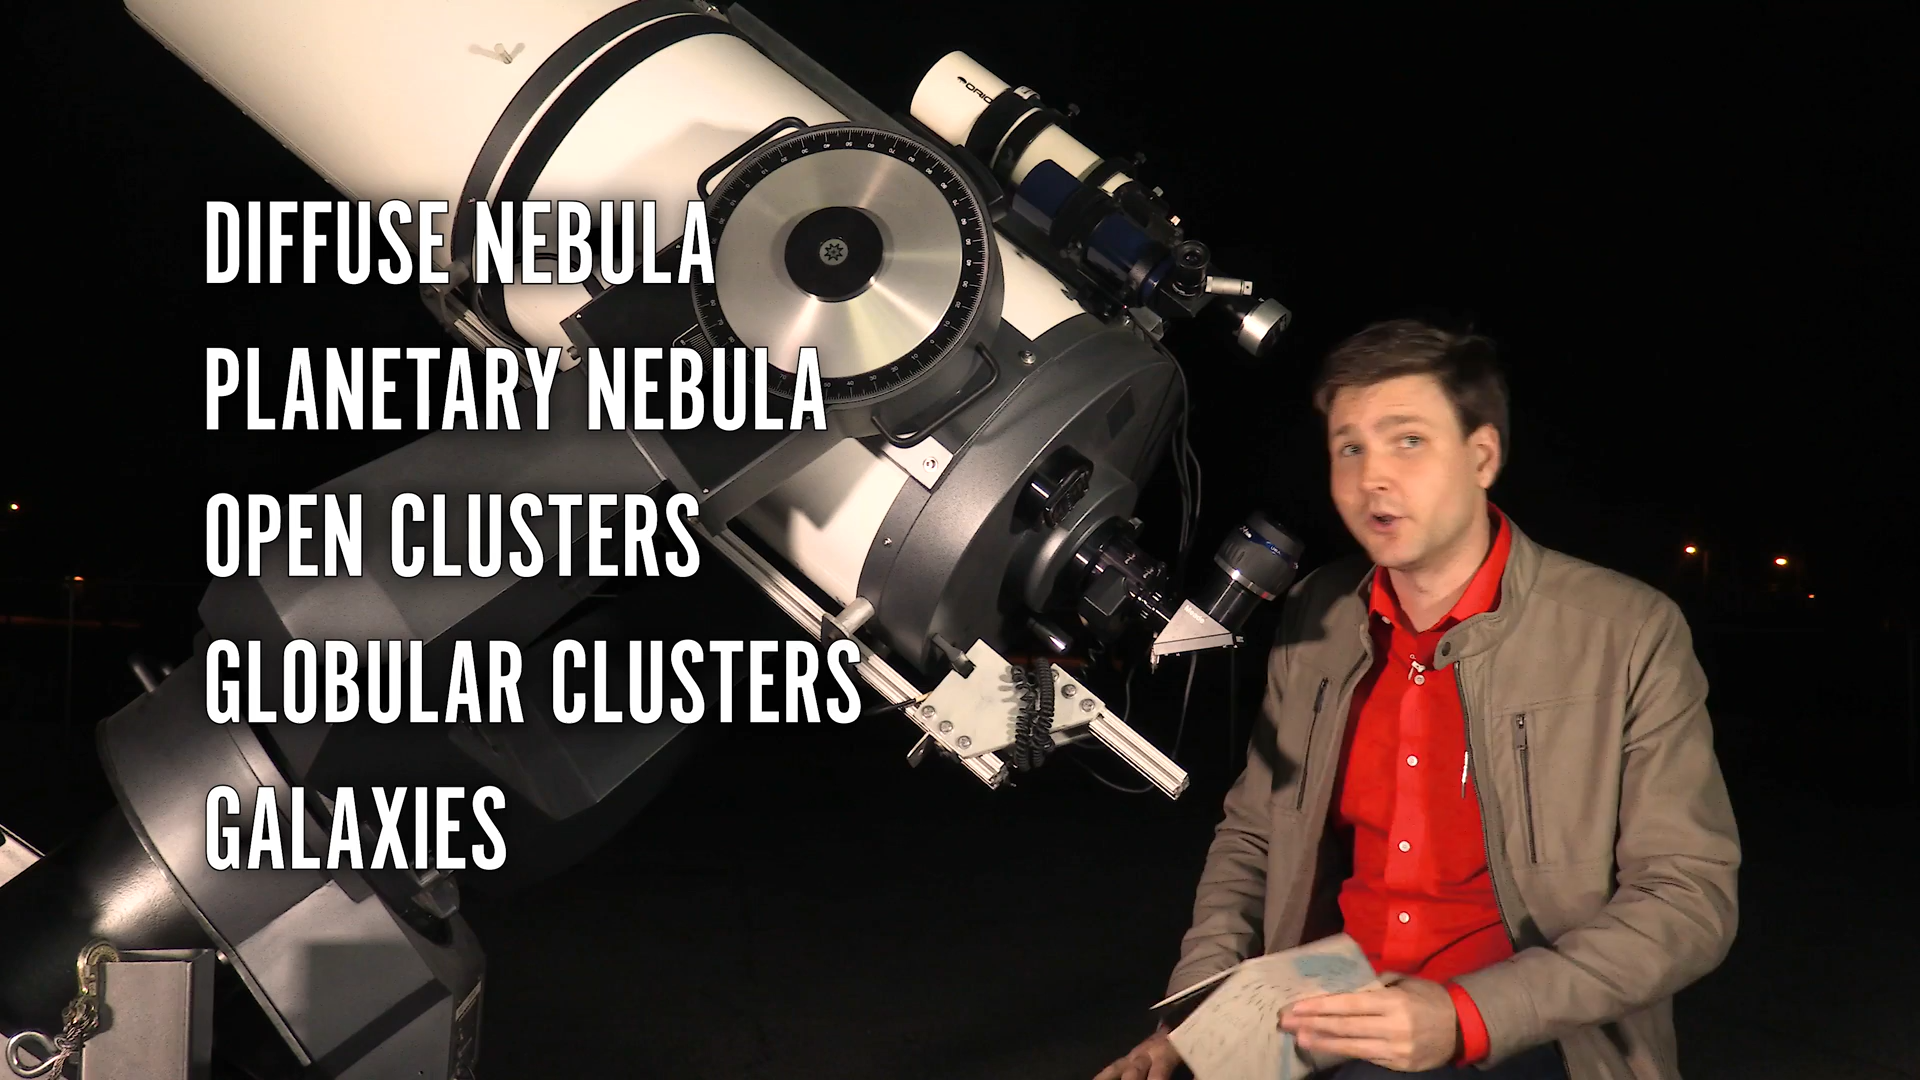 DIFFUSE NEBULA
PLANETARY NEBULA
OPEN CLUSTERS
GLOBULAR CLUSTERS
GALAXIES